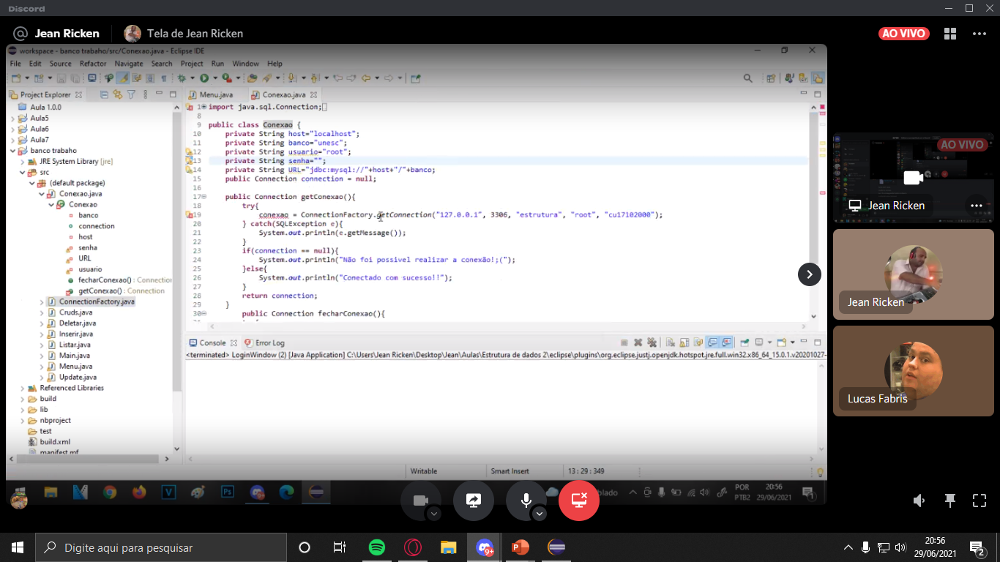 Discord
Jean Ricken
Tela de Jean Ricken
AO VIVO
workspace - banco trabaho/src/Conexao.java - Eclipse IDE
File Edit Source Refactor Navigate Search Project Run Window Help
Project Explorer
Menu.java
Conexao.java
Aula 1.0.0
Aula5
Aula6
Aula7
banco trabaho
JRE System Library [jre]
src
(default package)
Conexao.java
Conexao
banco
connection
host
senha
URL
usuario
fecharConexao() : Connection
getConexao() : Connection
ConnectionFactory.java
Cruds.java
Deletar.java
Inserir.java
Listar.java
Main.java
Menu.java
Update.java
Referenced Libraries
build
lib
nbproject
test
build.xml
manifest.mf
1 import java.sql.Connection;
8
9 public class Conexao {
10 private String host="localhost";
11 private String banco="unesc";
12 private String usuario="root";
13 private String senha="";
14 private String URL="jdbc:mysql://"+host+"/"+banco;
15 public Connection connection = null;
16
17 public Connection getConexao(){
18 try{
19 conexao = ConnectionFactory.getConnection("127.0.0.1", 3306, "estrutura", "root", "cu17102000");
20 } catch(SQLException e){
21 System.out.println(e.getMessage());
22 }
23 if(connection == null){
24 System.out.println("Não foi possivel realizar a conexão!;(");
25 }else{
26 System.out.println("Conectado com sucesso!!");
27 }
28 return connection;
29 }
30 public Connection fecharConexao(){
Console
Error Log
<terminated> LoginWindow (2) [Java Application] C:\Users\Jean Ricken\Desktop\Jean\Aulas\Estrutura de dados 2\eclipse\plugins\org.eclipse.justj.openjdk.hotspot.jre.full.win32.x86_64_15.0.1.v20201027-
Writable
Smart Insert
13 : 29 : 349
POR
PTB2
20:56
29/06/2021
1
AO VIVO
Jean Ricken
Jean Ricken
Lucas Fabris
Digite aqui para pesquisar
9+
20:56
29/06/2021
2